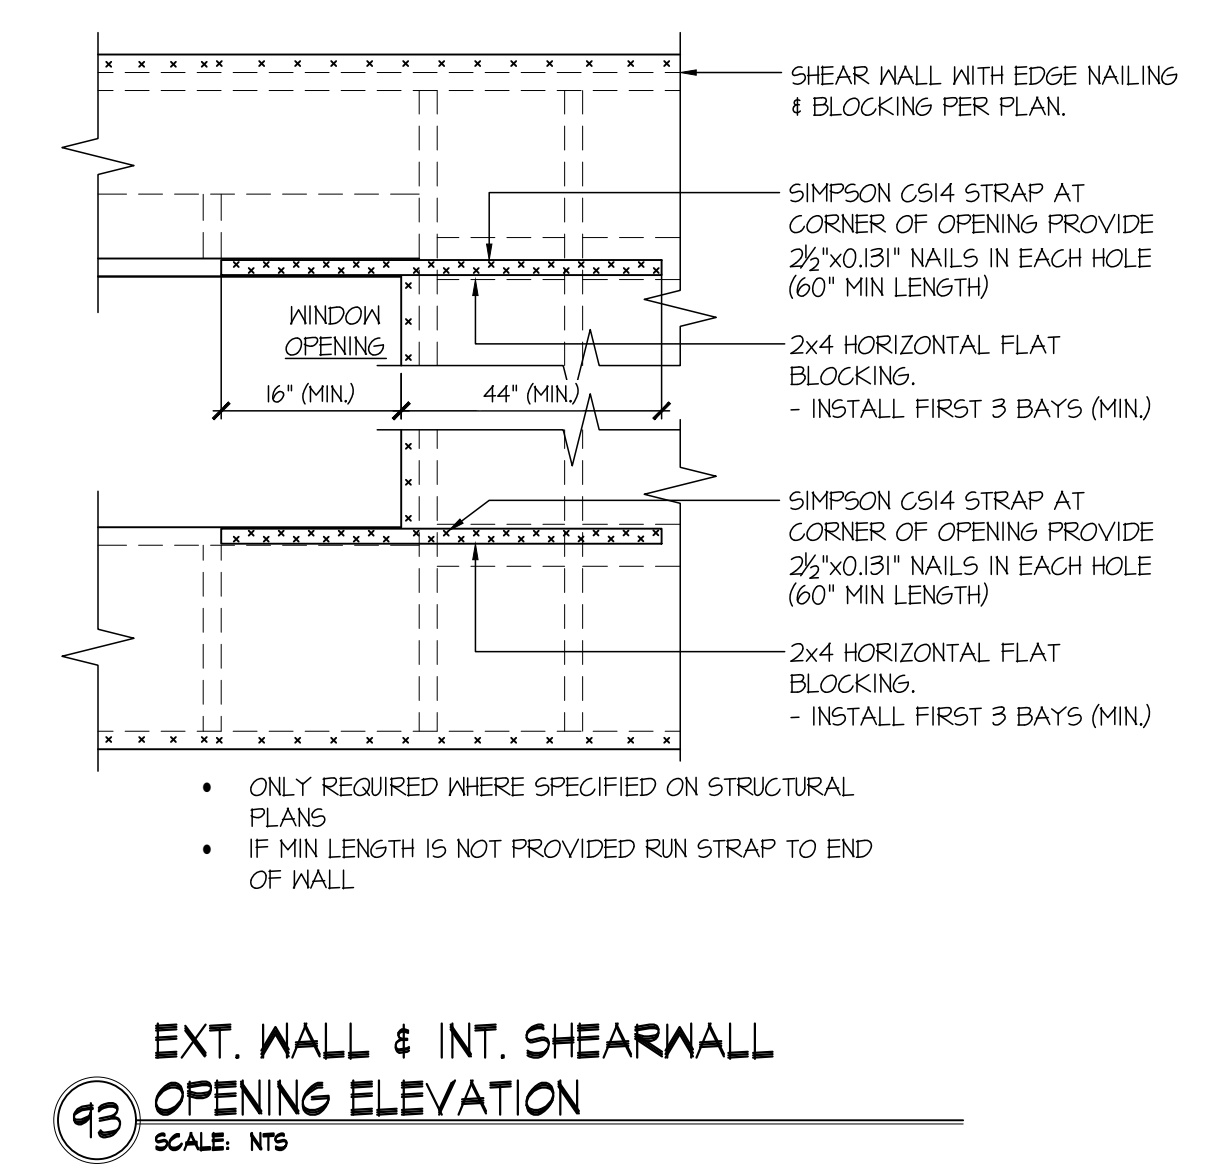 SHEAR WALL WITH EDGE NAILING
& BLOCKING PER PLAN.
SIMPSON CS14 STRAP AT
CORNER OF OPENING PROVIDE
2½"x0.131" NAILS IN EACH HOLE
(60" MIN LENGTH)
WINDOW
OPENING
2x4 HORIZONTAL FLAT
BLOCKING.
- INSTALL FIRST 3 BAYS (MIN.)
16" (MIN.)
44" (MIN.)
SIMPSON CS14 STRAP AT
CORNER OF OPENING PROVIDE
2½"x0.131" NAILS IN EACH HOLE
(60" MIN LENGTH)
2x4 HORIZONTAL FLAT
BLOCKING.
- INSTALL FIRST 3 BAYS (MIN.)
• ONLY REQUIRED WHERE SPECIFIED ON STRUCTURAL
PLANS
• IF MIN LENGTH IS NOT PROVIDED RUN STRAP TO END
OF WALL
EXT. WALL & INT. SHEARWALL
OPENING ELEVATION
93
SCALE: NTS